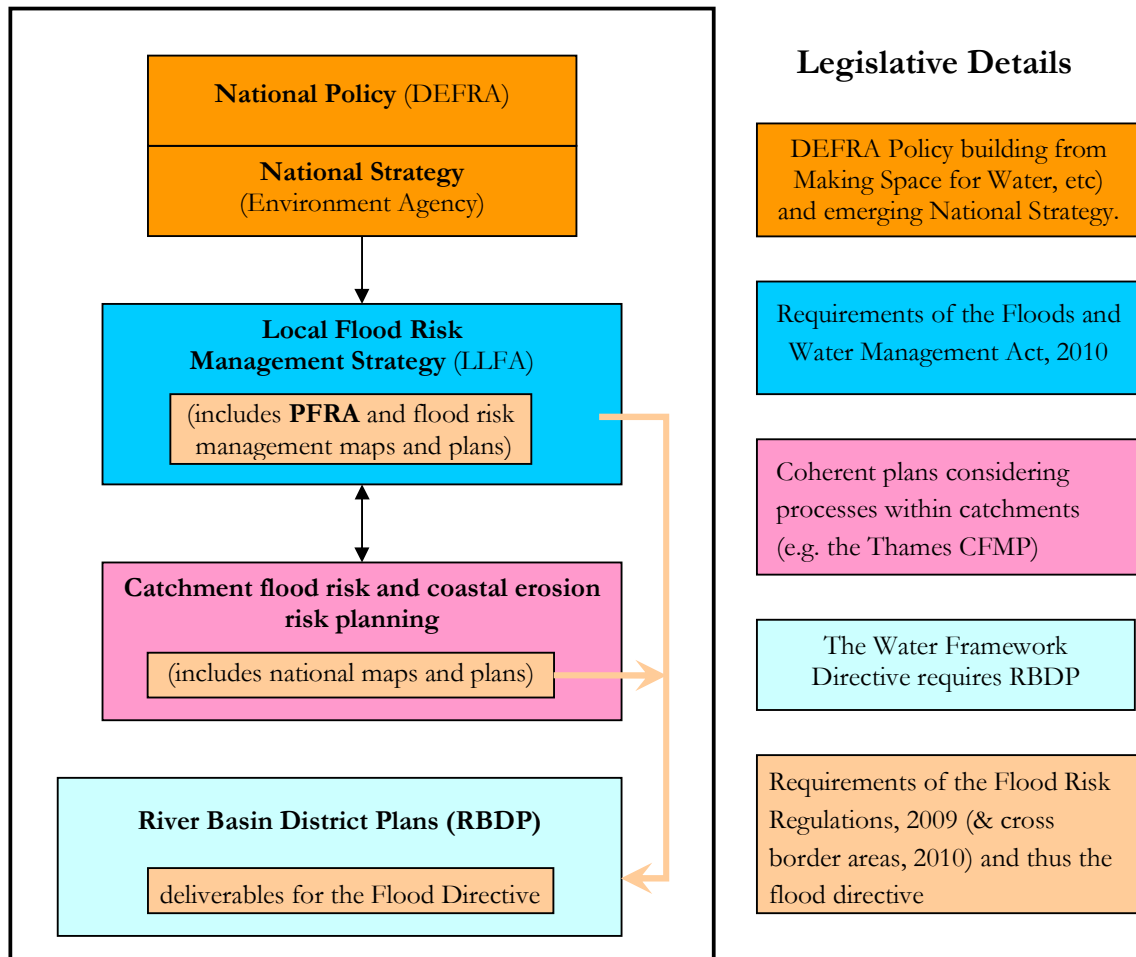 National Policy (DEFRA)
National Strategy
(Environment Agency)
Local Flood Risk
Management Strategy (LLFA)
(includes PFRA and flood risk
management maps and plans)
Catchment flood risk and coastal erosion
risk planning
(includes national maps and plans)
River Basin District Plans (RBDP)
deliverables for the Flood Directive
Legislative Details
DEFRA Policy building from
Making Space for Water, etc)
and emerging National Strategy.
Requirements of the Floods and
Water Management Act, 2010
Coherent plans considering
processes within catchments
(e.g. the Thames CFMP)
The Water Framework
Directive requires RBDP
Requirements of the Flood Risk
Regulations, 2009 (& cross
border areas, 2010) and thus the
flood directive